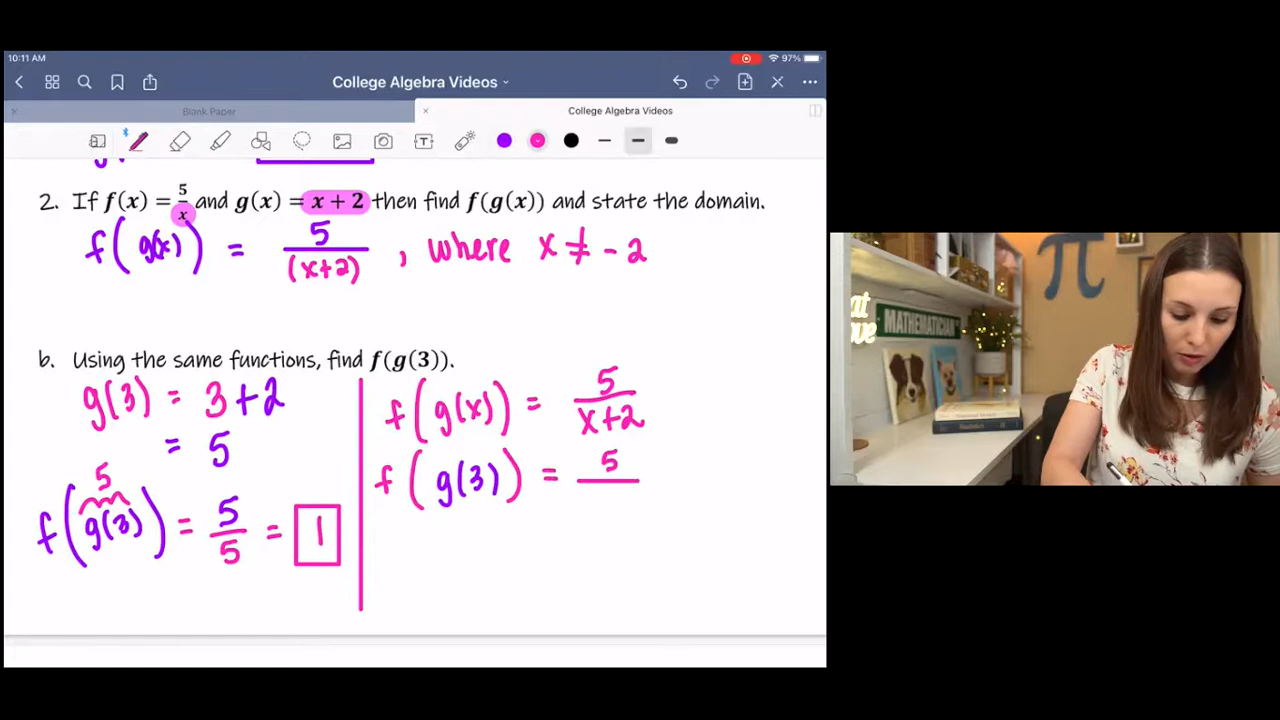 10:11 AM
97%
College Algebra Videos
Blank Paper
College Algebra Videos
2. If f(x) = 5/x and g(x) = x + 2 then find f(g(x)) and state the domain.
f(g(x)) = 5/(x+2) , where x ≠ -2
b. Using the same functions, find f(g(3)).
g(3) = 3+2
= 5
5
f(g(3)) = 5/5 = 1
f(g(x)) = 5/x+2
f(g(3)) = 5/
MATHEMATICIAN